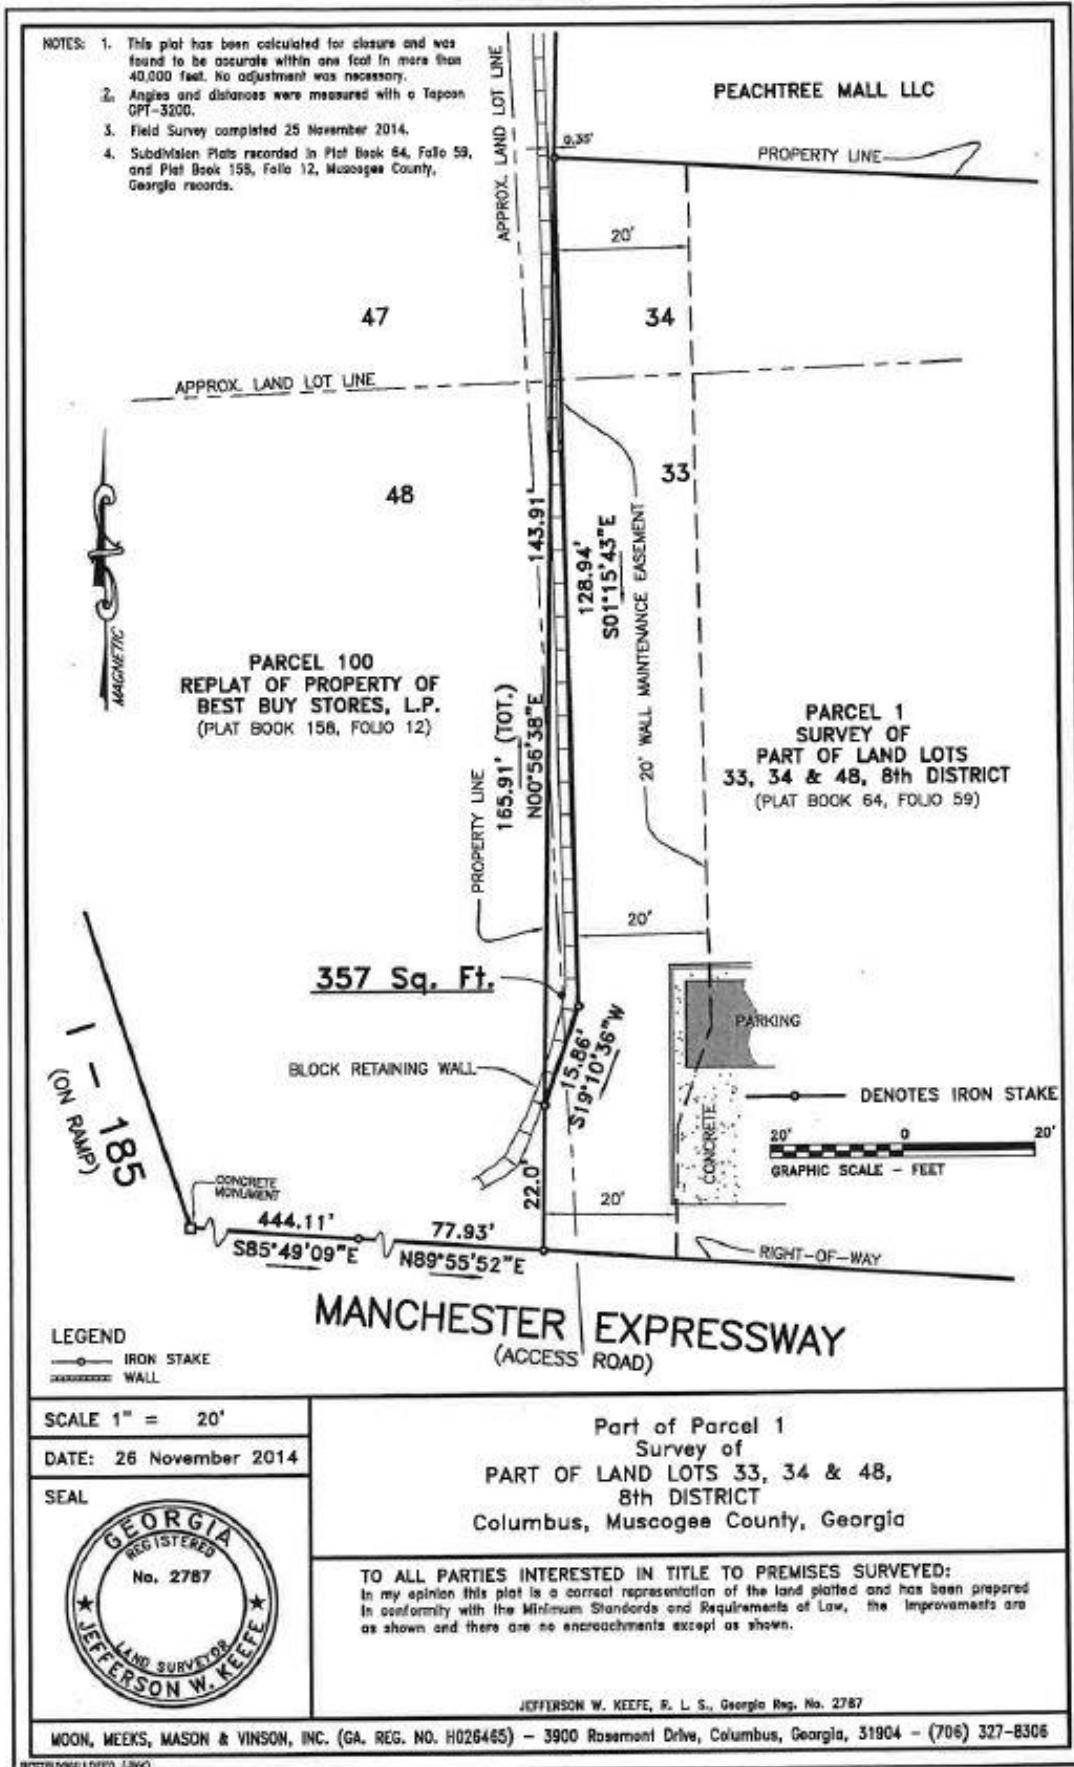 NOTES: 1. This plat has been calculated for closure and was
found to be accurate within one foot in more than
40,000 feet. No adjustment was necessary.
2. Angles and distances were measured with a Topcon
GPT-3200.
3. Field Survey completed 25 November 2014.
4. Subdivision Plats recorded in Plat Book 64, Folio 59,
and Plat Book 158, Folio 12, Muscogee County,
Georgia records.
APPROX. LAND LOT LINE
PEACHTREE MALL LLC
0.35'
PROPERTY LINE
20'
47
34
APPROX. LAND LOT LINE
48
33
MAGNETIC
143.91'
128.94'
S01°15'43"E
20' WALL MAINTENANCE EASEMENT
PARCEL 100
REPLAT OF PROPERTY OF
BEST BUY STORES, L.P.
(PLAT BOOK 158, FOLIO 12)
165.91' (TOT.)
N00°56'38"E
PROPERTY LINE
PARCEL 1
SURVEY OF
PART OF LAND LOTS
33, 34 & 48, 8th DISTRICT
(PLAT BOOK 64, FOLIO 59)
20'
357 Sq. Ft.
PARKING
15.86'
S19°10'36"W
BLOCK RETAINING WALL
I - 185
(ON RAMP)
DENOTES IRON STAKE
20' 0 20'
GRAPHIC SCALE - FEET
CONCRETE
CONCRETE
MONUMENT
22.0'
20'
444.11'
S85°49'09"E
77.93'
N89°55'52"E
RIGHT-OF-WAY
MANCHESTER EXPRESSWAY
(ACCESS ROAD)
LEGEND
IRON STAKE
WALL
SCALE 1" = 20'
DATE: 26 November 2014
SEAL
GEORGIA
REGISTERED
No. 2787
LAND SURVEYOR
JEFFERSON W. KEEFE
Part of Parcel 1
Survey of
PART OF LAND LOTS 33, 34 & 48,
8th DISTRICT
Columbus, Muscogee County, Georgia
TO ALL PARTIES INTERESTED IN TITLE TO PREMISES SURVEYED:
In my opinion this plat is a correct representation of the land platted and has been prepared
in conformity with the Minimum Standards and Requirements of Law, the improvements are
as shown and there are no encroachments except as shown.
JEFFERSON W. KEEFE, R. L. S., Georgia Reg. No. 2787
MOON, MEEKS, MASON & VINSON, INC. (GA. REG. NO. H026465) - 3900 Rosemont Drive, Columbus, Georgia, 31904 - (706) 327-8306